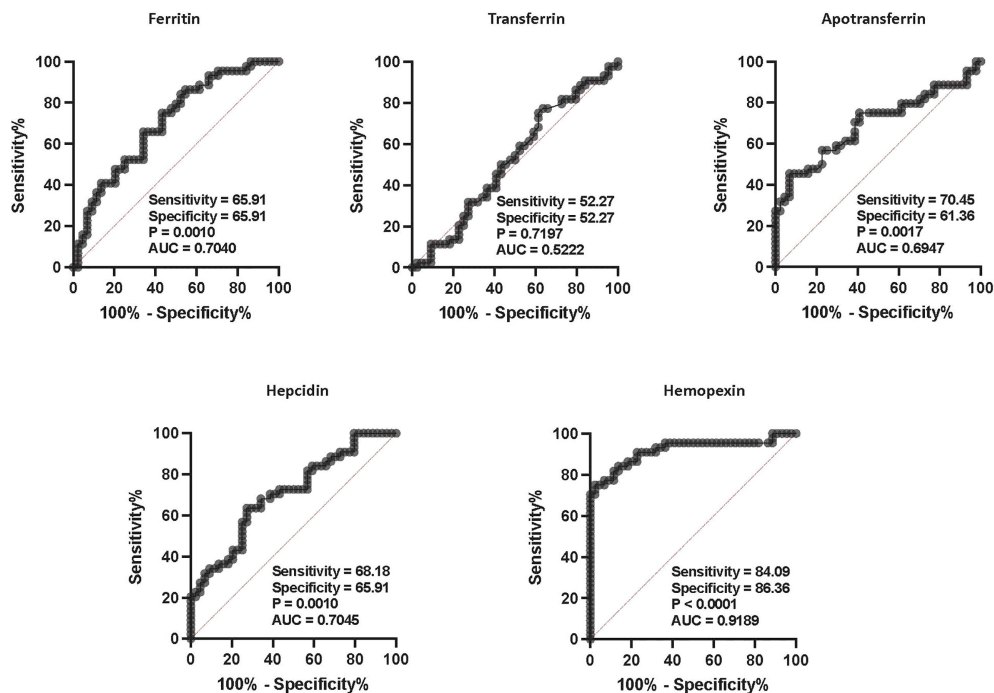 Ferritin
Transferrin
Apotransferrin
100
80
60
40
20
0
Sensitivity%
Sensitivity = 65.91
Specificity = 65.91
P = 0.0010
AUC = 0.7040
0 20 40 60 80 100
100% - Specificity%
100
80
60
40
20
0
Sensitivity%
Sensitivity = 52.27
Specificity = 52.27
P = 0.7197
AUC = 0.5222
0 20 40 60 80 100
100% - Specificity%
100
80
60
40
20
0
Sensitivity%
Sensitivity = 70.45
Specificity = 61.36
P = 0.0017
AUC = 0.6947
0 20 40 60 80 100
100% - Specificity%
Hepcidin
Hemopexin
100
80
60
40
20
0
Sensitivity%
Sensitivity = 68.18
Specificity = 65.91
P = 0.0010
AUC = 0.7045
0 20 40 60 80 100
100% - Specificity%
100
80
60
40
20
0
Sensitivity%
Sensitivity = 84.09
Specificity = 86.36
P < 0.0001
AUC = 0.9189
0 20 40 60 80 100
100% - Specificity%